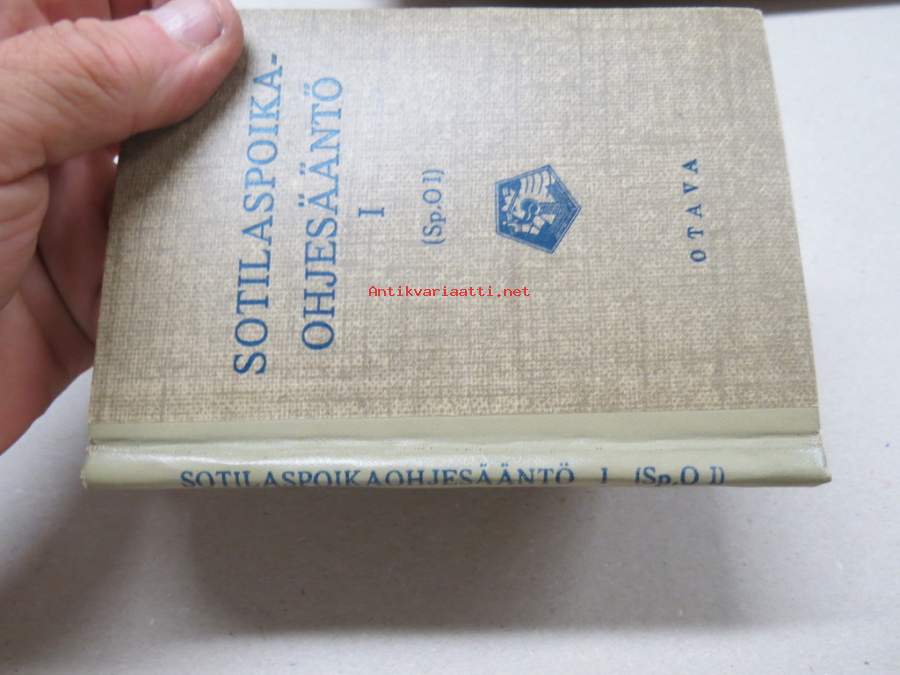 SOTILASPOIKA-
OHJESÄÄNTÖ
I
(Sp.O I)
OTAVA
SOTILASPOIKAOHJESÄÄNTÖ I (Sp.O I)
Antikvariaatti.net